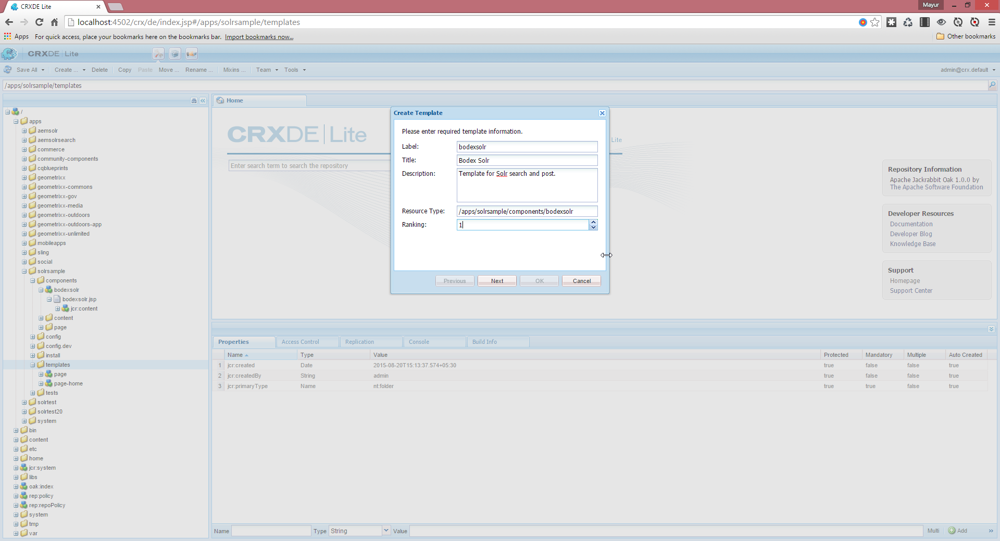 CRXDE Lite
Mayur
localhost:4502/crx/de/index.jsp#/apps/solrsample/templates
Apps For quick access, place your bookmarks here on the bookmarks bar. Import bookmarks now... Other bookmarks
CRXDE Lite
Save All Create ... Delete Copy Paste Move ... Rename ... Mixins ... Team Tools admin@crx.default
/apps/solrsample/templates
/
apps
aemsolr
aemsolrsearch
commerce
community-components
cqblueprints
geometrixx
geometrixx-commons
geometrixx-gov
geometrixx-media
geometrixx-outdoors
geometrixx-outdoors-app
geometrixx-unlimited
mobileapps
sling
social
solrsample
components
bodexsolr
bodexsolr.jsp
jcr:content
content
page
config
config.dev
install
templates
page
page-home
tests
solrtest
solrtest20
system
bin
content
etc
home
jcr:system
libs
oak:index
rep:policy
rep:repoPolicy
system
tmp
var
Home
CRXDE Lite
Lite
Enter search term to search the repository
Create Template
Please enter required template information.
Label: bodexsolr
Title: Bodex Solr
Description: Template for Solr search and post.
Resource Type: /apps/solrsample/components/bodexsolr
Ranking: 1
Previous Next OK Cancel
Repository Information
Apache Jackrabbit Oak 1.0.0 by
The Apache Software Foundation
Developer Resources
Documentation
Developer Blog
Knowledge Base
Support
Homepage
Support Center
Properties Access Control Replication Console Build Info
Name Type Value Protected Mandatory Multiple Auto Created
1 jcr:created Date 2015-08-20T15:13:37.574+05:30 true false false true
2 jcr:createdBy String admin true false false true
3 jcr:primaryType Name nt:folder true true false true
Name Type String Value Multi Add »